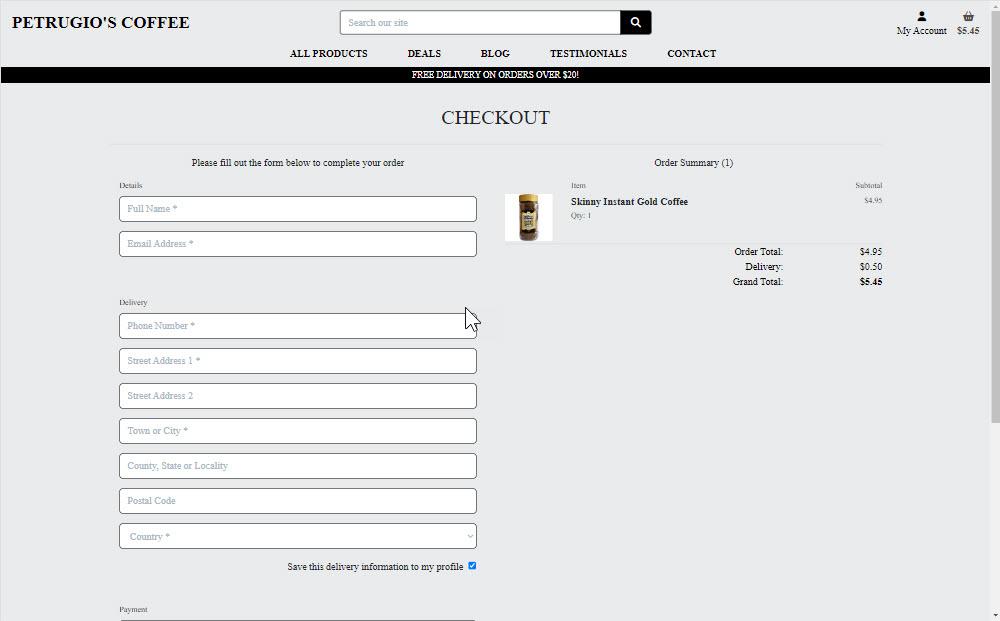 PETRUGIO'S COFFEE
Search our site
My Account
$5.45
ALL PRODUCTS
DEALS
BLOG
TESTIMONIALS
CONTACT
FREE DELIVERY ON ORDERS OVER $20!
CHECKOUT
Please fill out the form below to complete your order
Details
Full Name *
Email Address *
Delivery
Phone Number *
Street Address 1 *
Street Address 2
Town or City *
County, State or Locality
Postal Code
Country *
Save this delivery information to my profile
Payment
Order Summary (1)
Item
Subtotal
Skinny Instant Gold Coffee
$4.95
Qty: 1
Order Total: $4.95
Delivery: $0.50
Grand Total: $5.45